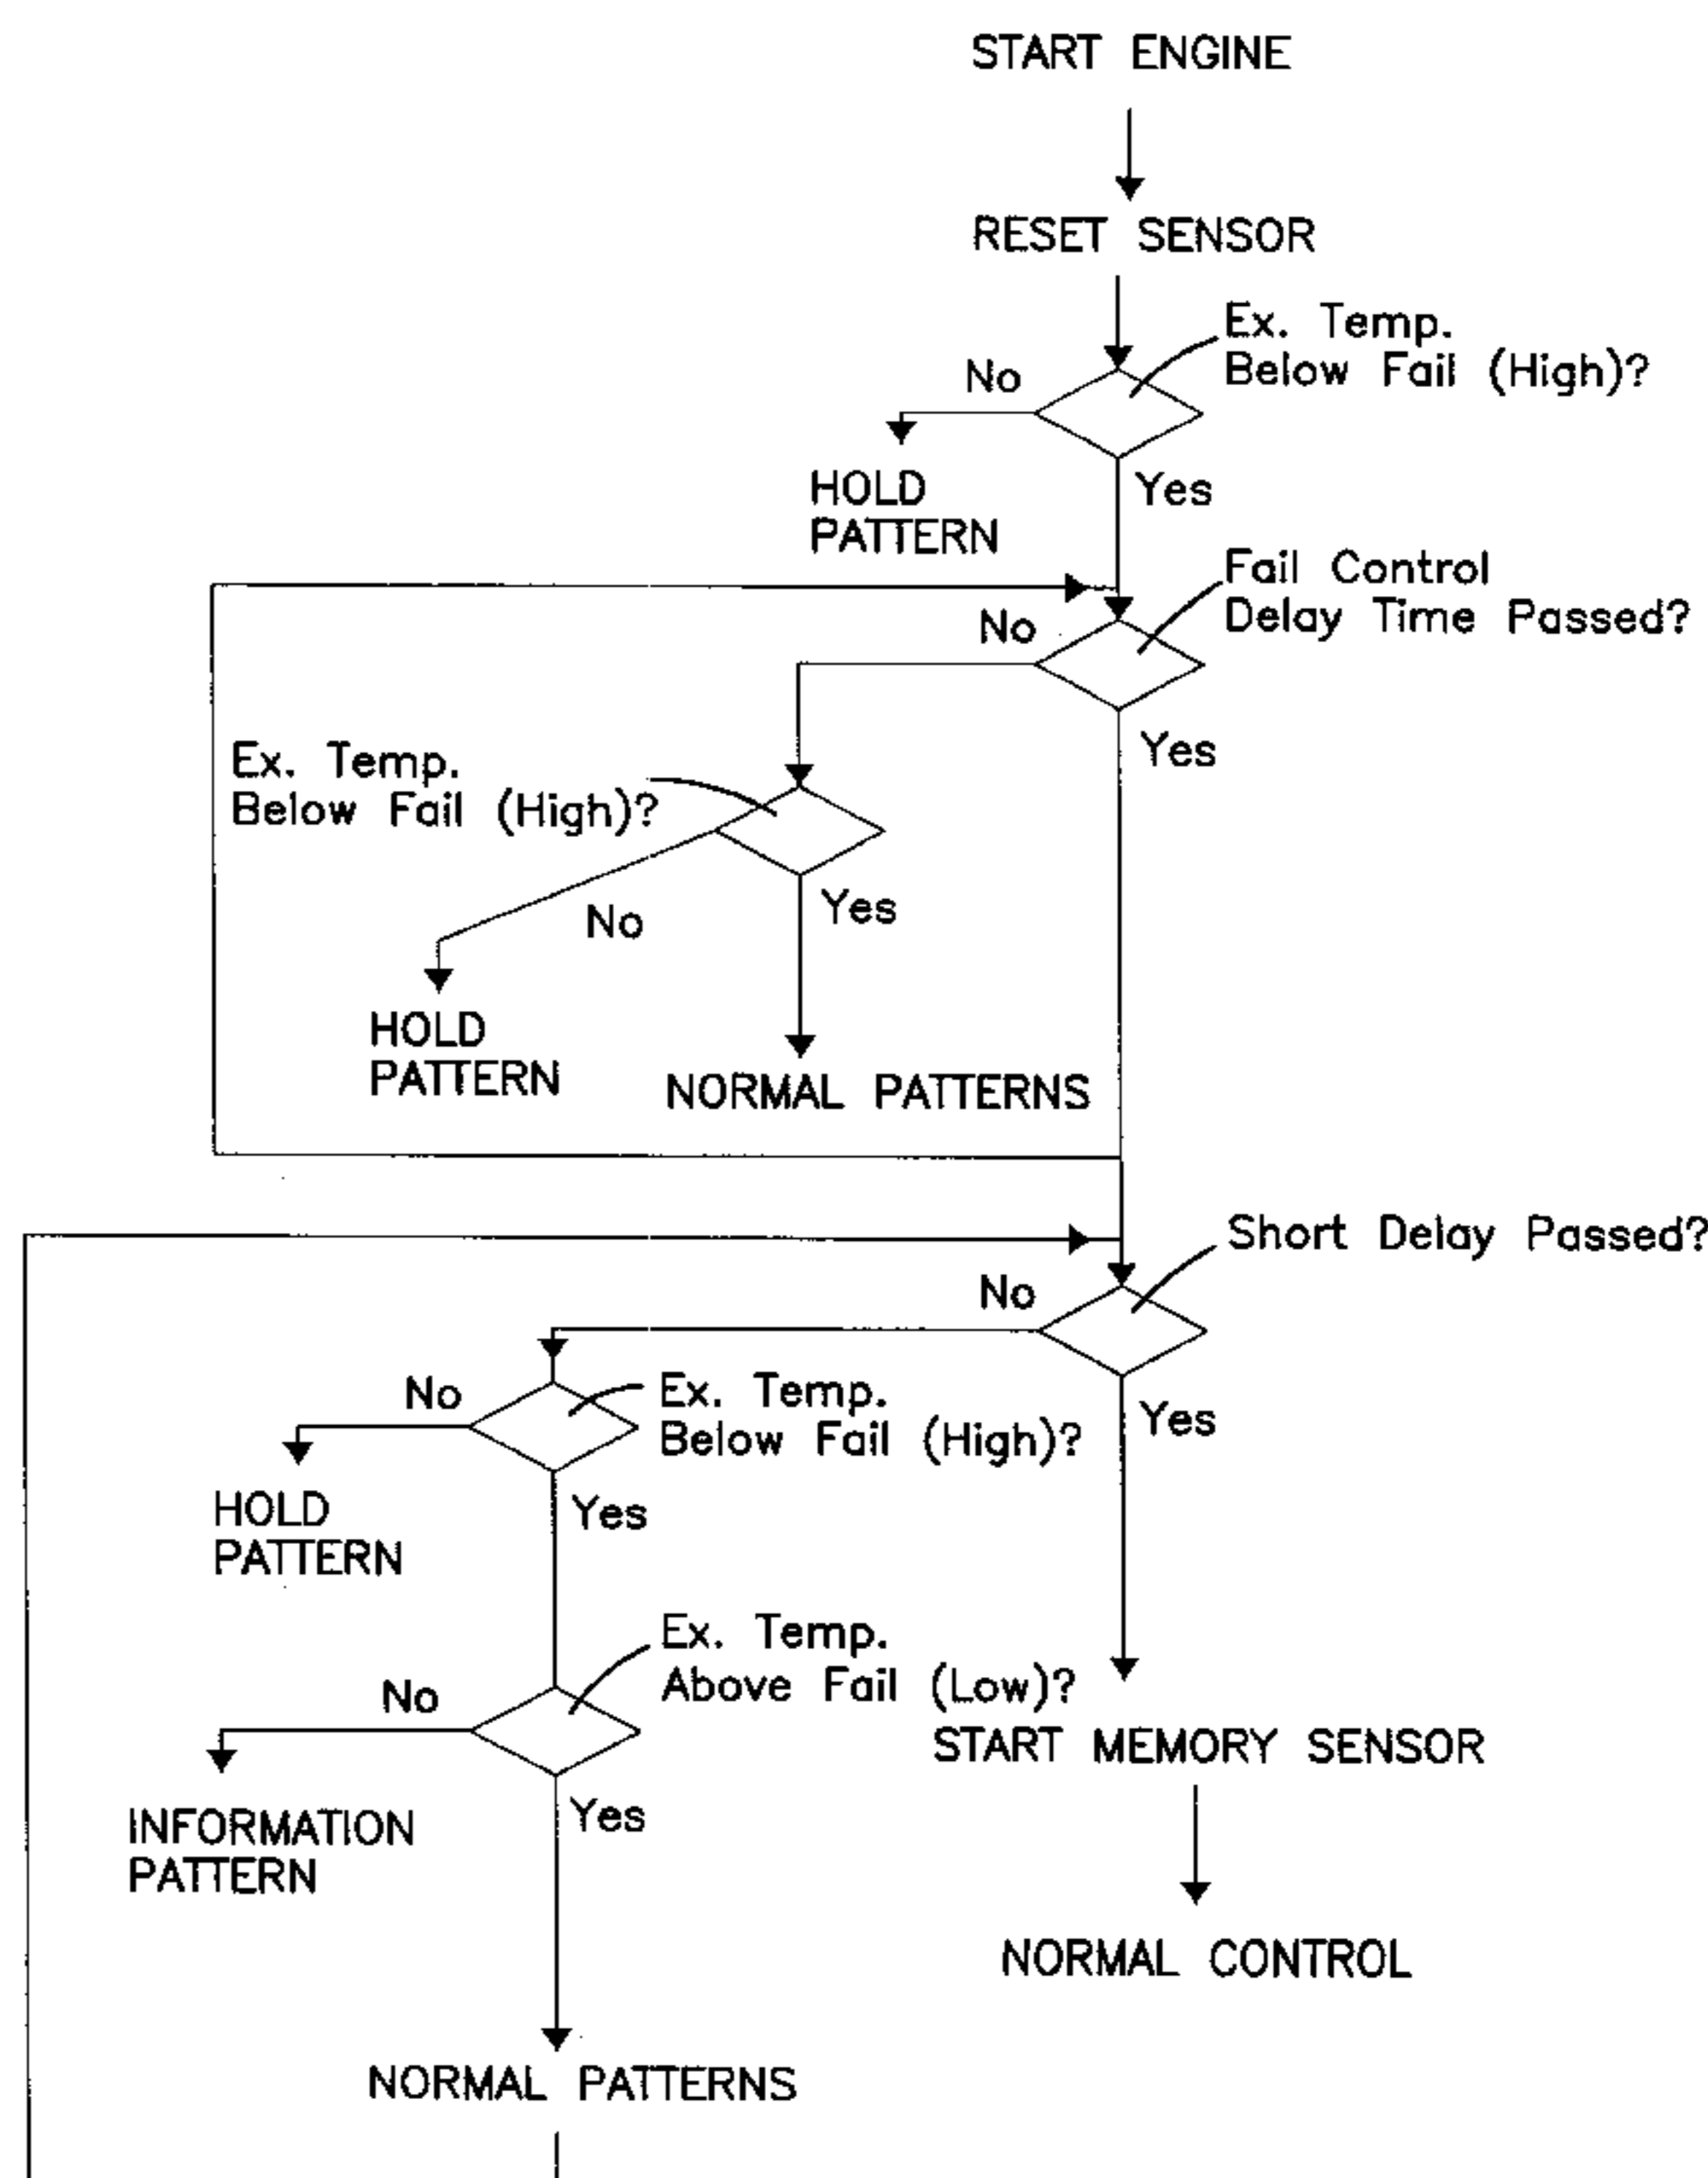 START ENGINE
RESET SENSOR
Ex. Temp.
Below Fail (High)?
No
HOLD
PATTERN
Yes
Fail Control
Delay Time Passed?
No
Yes
Ex. Temp.
Below Fail (High)?
No
Yes
HOLD
PATTERN
NORMAL PATTERNS
Short Delay Passed?
No
Yes
Ex. Temp.
Below Fail (High)?
No
HOLD
PATTERN
Yes
Ex. Temp.
Above Fail (Low)?
No
START MEMORY SENSOR
INFORMATION
PATTERN
Yes
NORMAL CONTROL
NORMAL PATTERNS